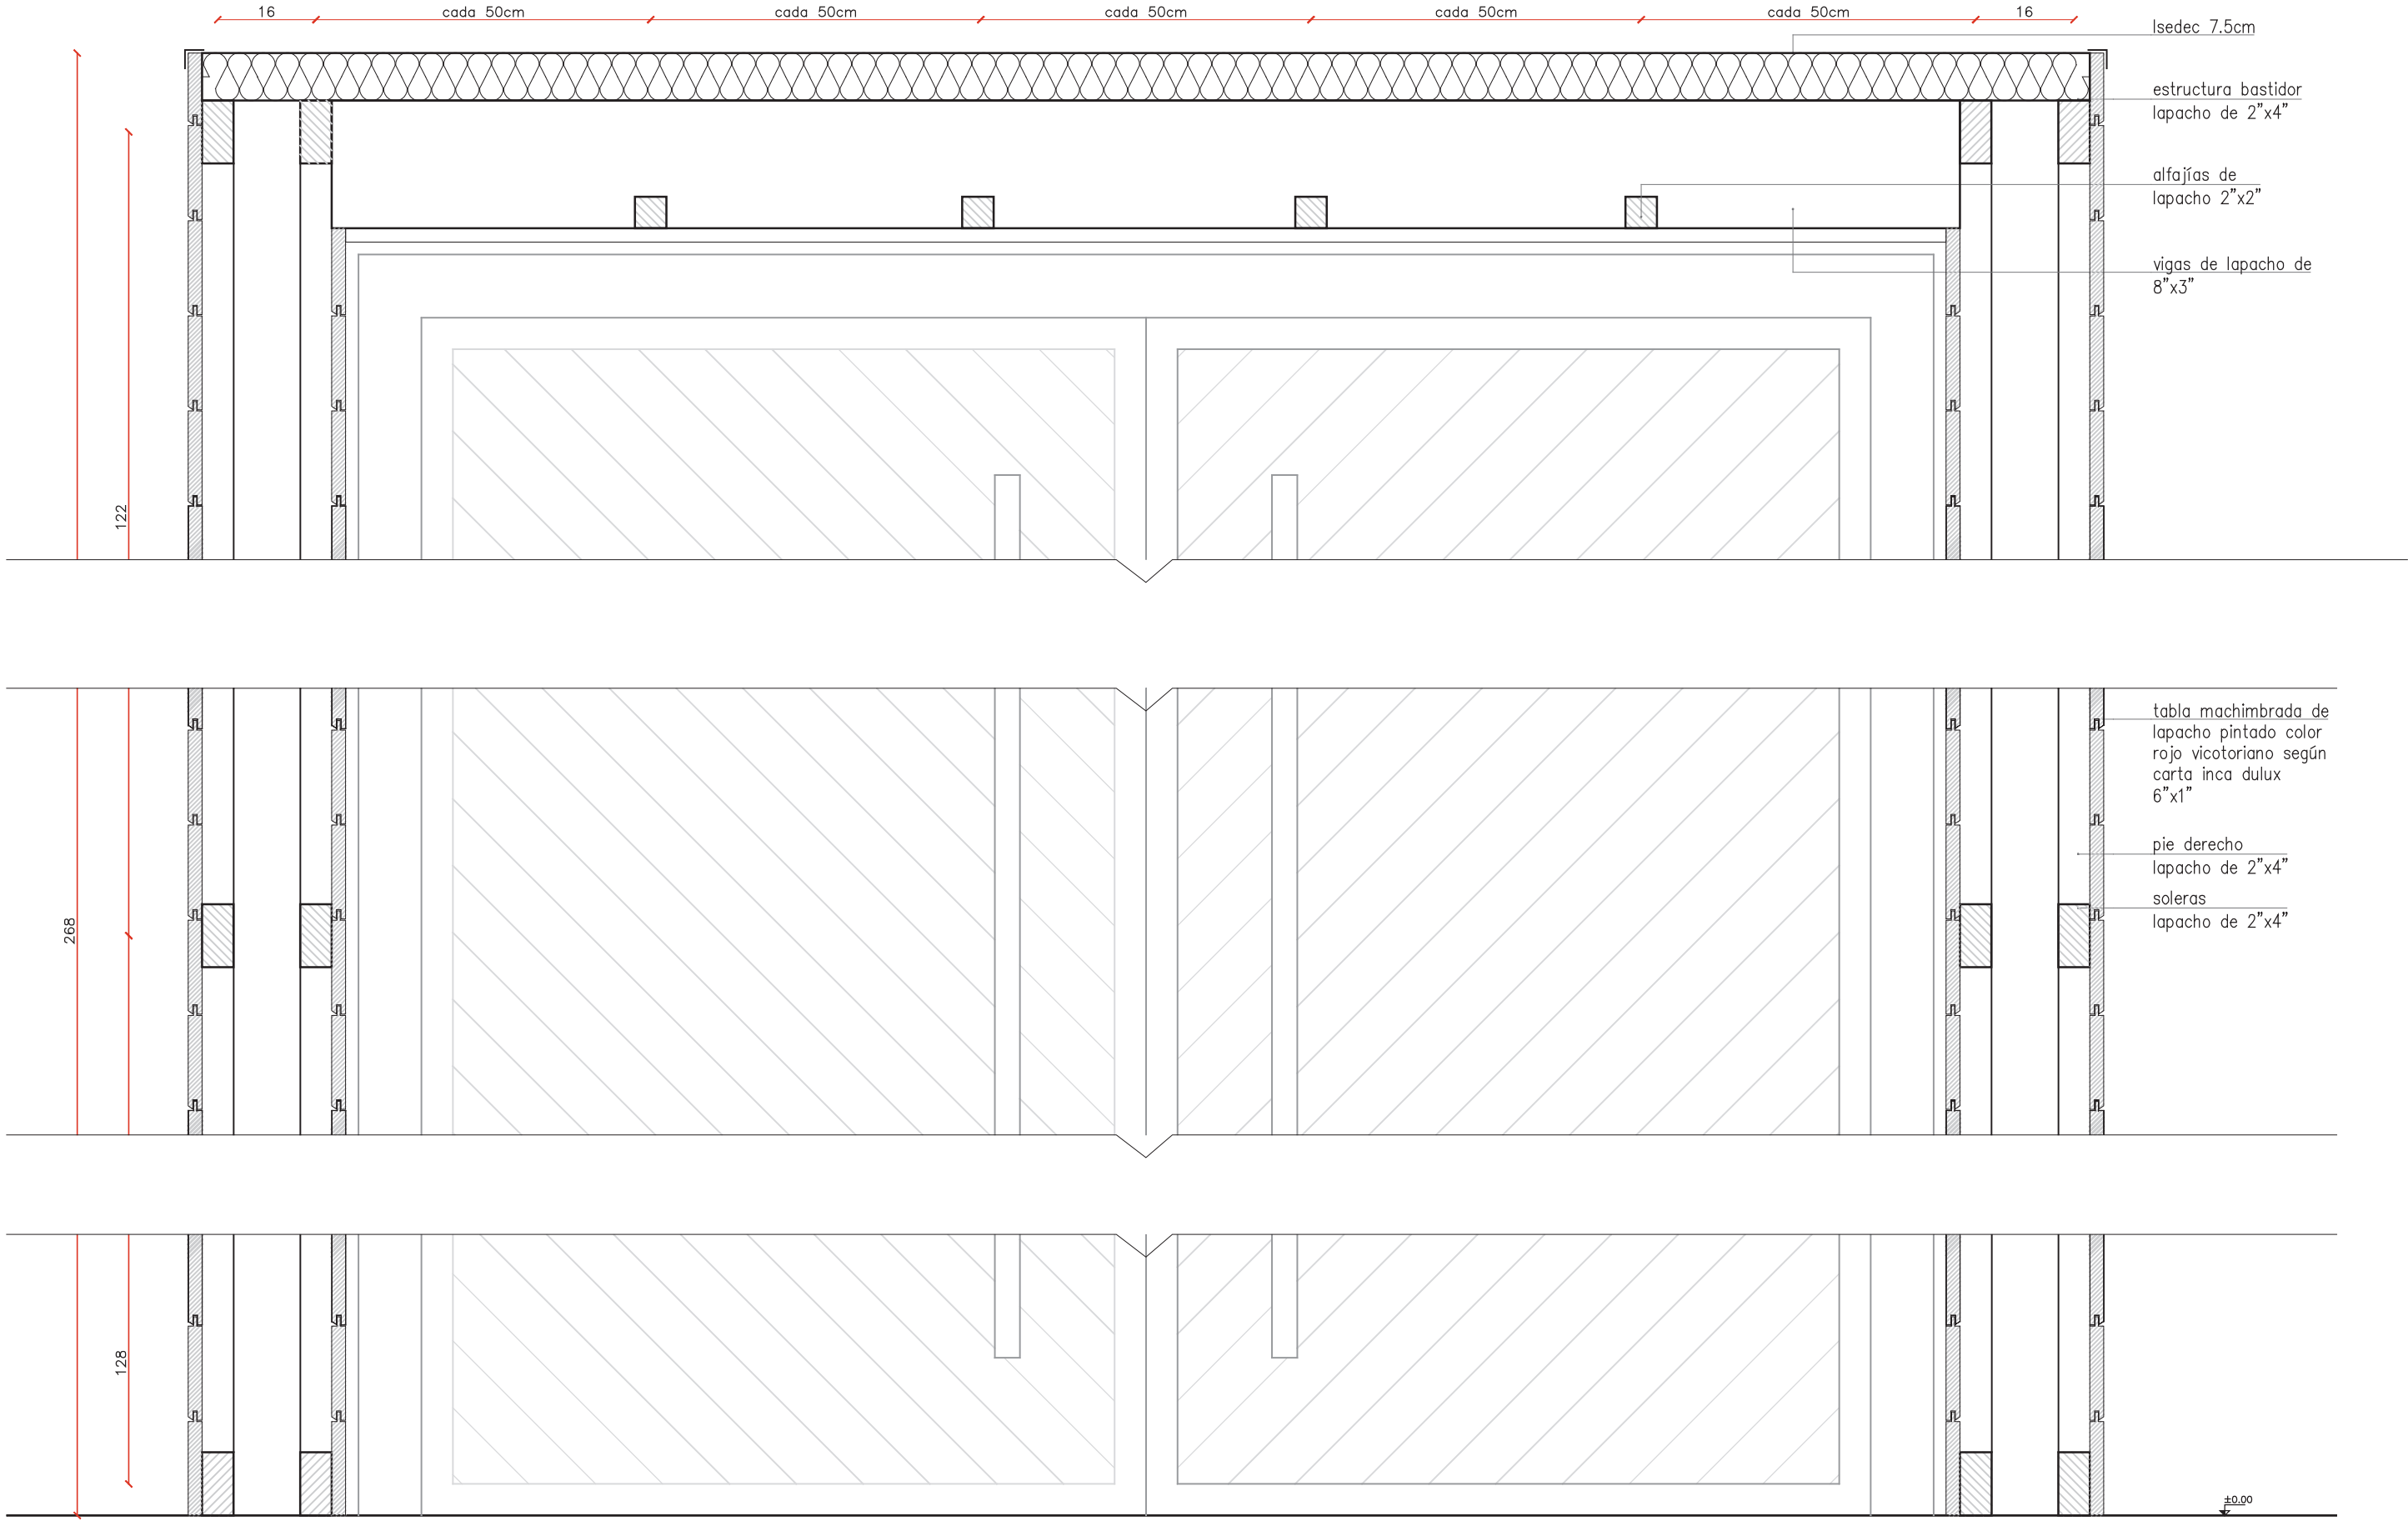 16
cada 50cm
cada 50cm
cada 50cm
cada 50cm
cada 50cm
16
Isedec 7.5cm
estructura bastidor
lapacho de 2"x4"
alfajías de
lapacho 2"x2"
vigas de lapacho de
8"x3"
122
tabla machimbrada de
lapacho pintado color
rojo vicotoriano según
carta inca dulux
6"x1"
pie derecho
lapacho de 2"x4"
soleras
lapacho de 2"x4"
268
128
±0.00